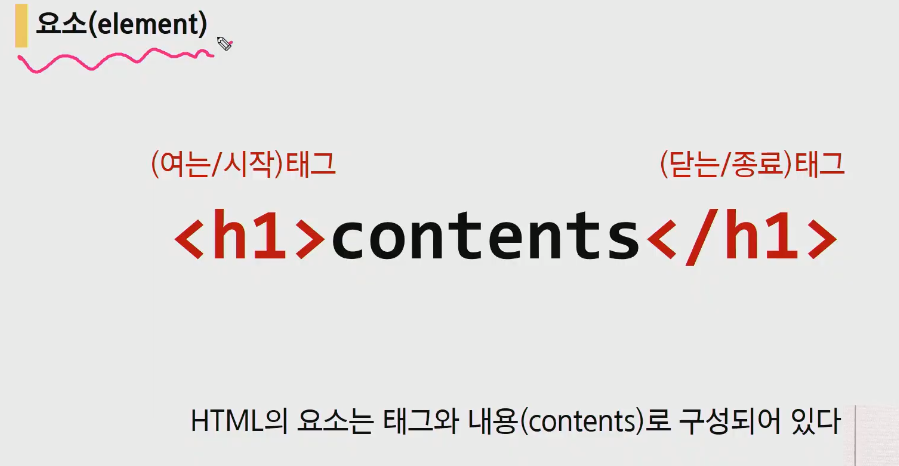 요소(element)
(여는/시작)태그 (닫는/종료)태그
<h1>contents</h1>
HTML의 요소는 태그와 내용(contents)로 구성되어 있다